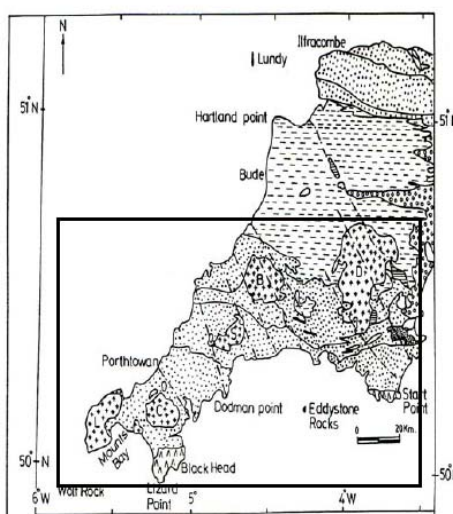 N
Ilfracombe
Lundy
51°N
51°N
Hartland point
Bude
B
D
Porthtowan
C
L
Mounts
Bay
Dodman point
Eddystone
Rocks
Start
Point
0 20Km.
Black Head
50°N
50°N
6°W
Wolf Rock
Lizard
Point
5°
4°W